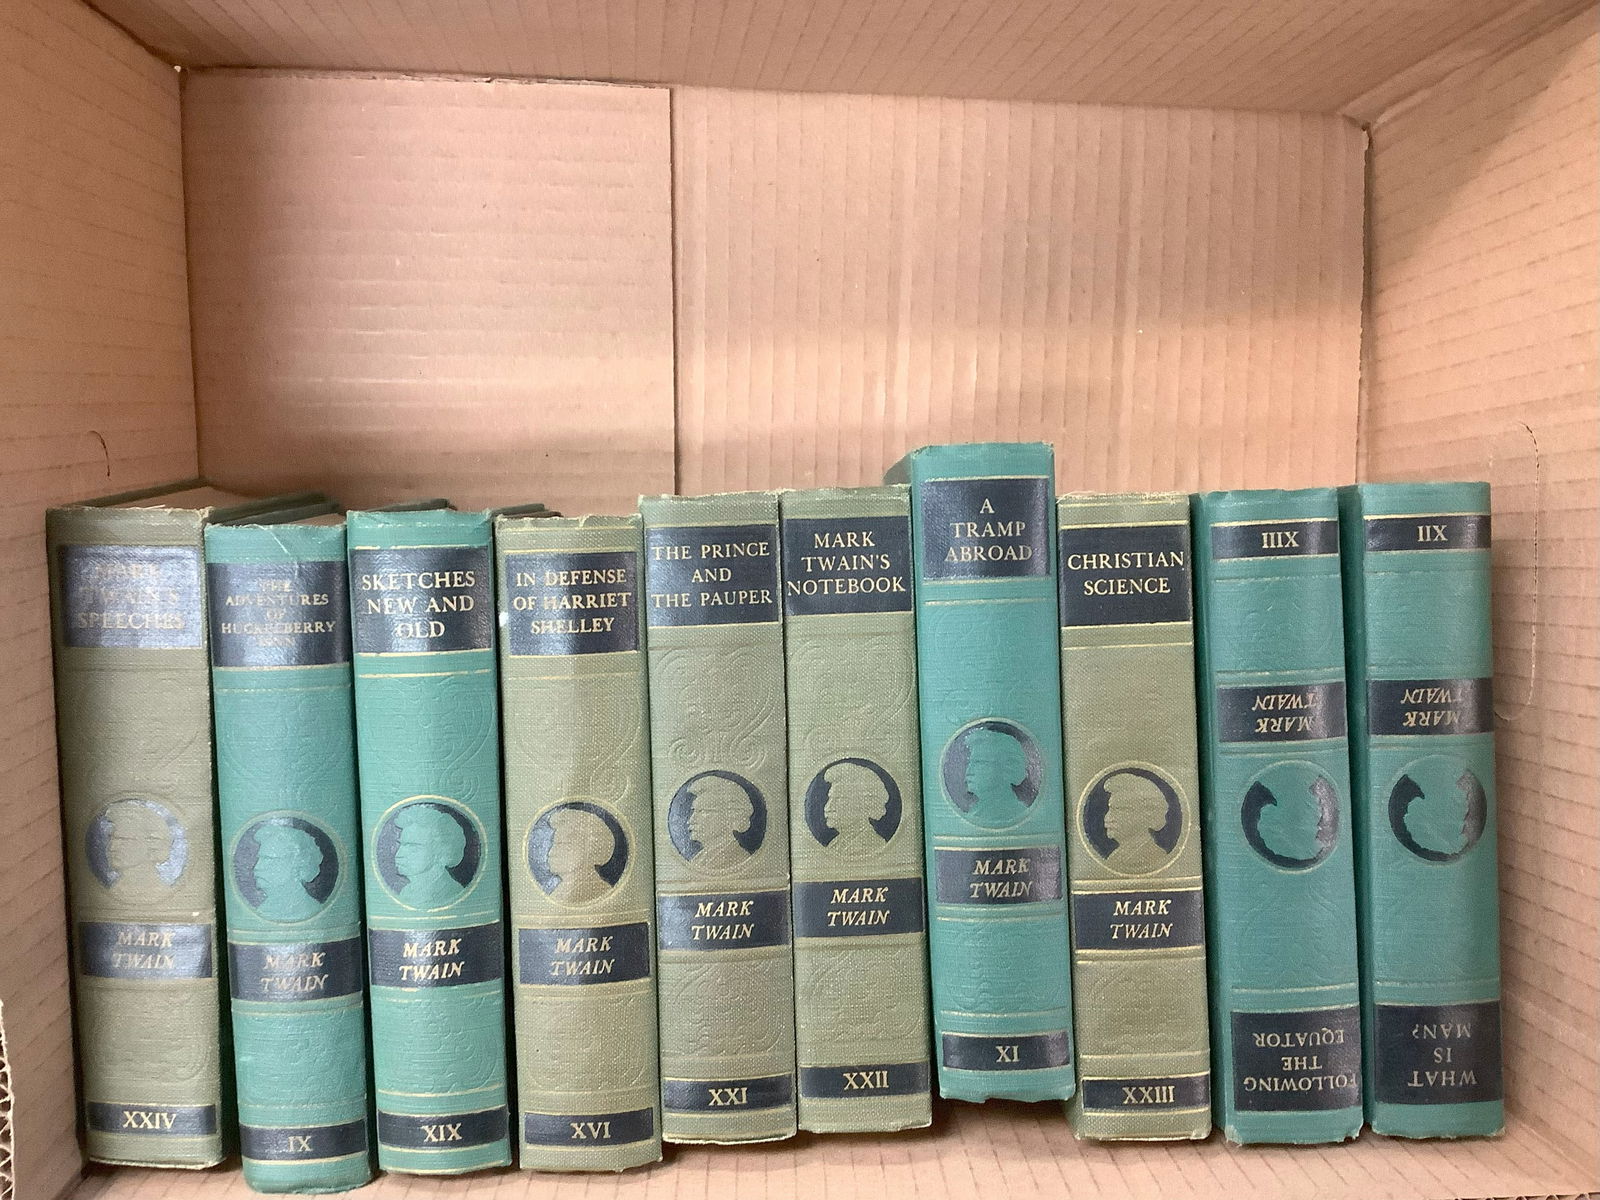 MARK
TWAIN'S
SPEECHES
MARK
TWAIN
XXIV
THE
ADVENTURES
OF
HUCKLEBERRY
FINN
MARK
TWAIN
IX
SKETCHES
NEW AND
OLD
MARK
TWAIN
XIX
IN DEFENSE
OF HARRIET
SHELLEY
MARK
TWAIN
XVI
THE PRINCE
AND
THE PAUPER
MARK
TWAIN
XXI
MARK
TWAIN'S
NOTEBOOK
MARK
TWAIN
XXII
A
TRAMP
ABROAD
MARK
TWAIN
XI
CHRISTIAN
SCIENCE
MARK
TWAIN
XXIII
FOLLOWING
THE
EQUATOR
MARK
TWAIN
XIII
WHAT
IS
MAN?
MARK
TWAIN
XII